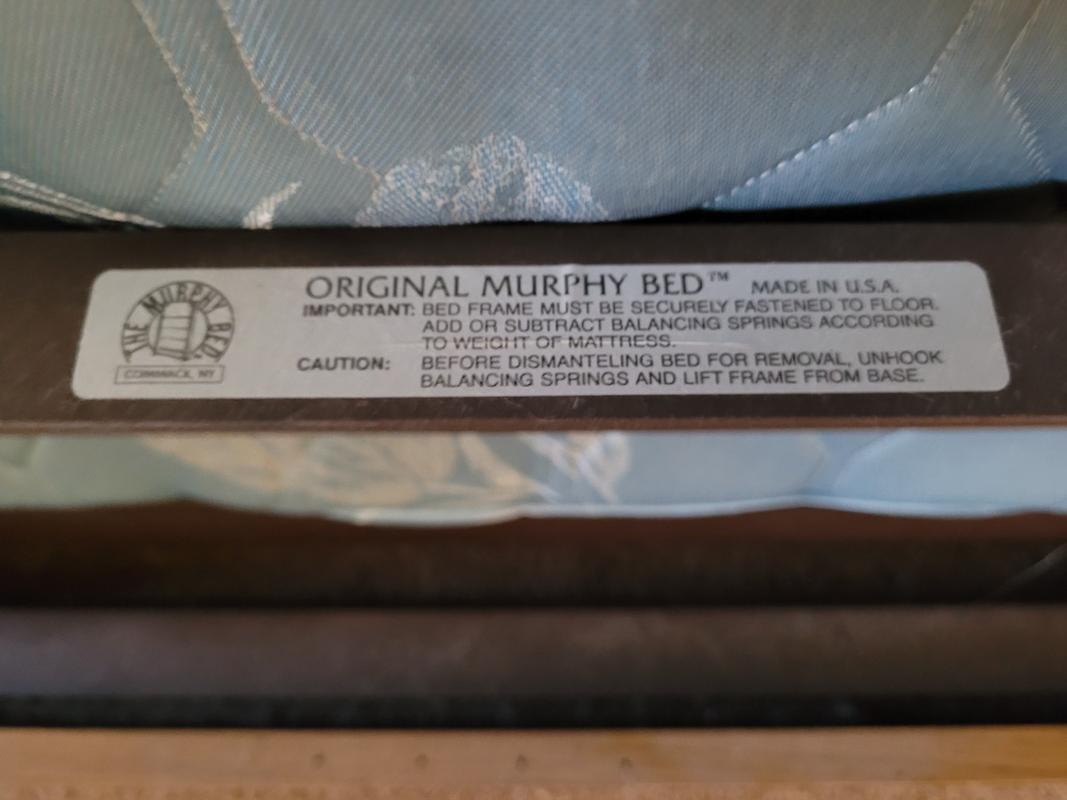 THE MURPHY BED
COMMACK, NY
ORIGINAL MURPHY BED™ MADE IN U.S.A.
IMPORTANT: BED FRAME MUST BE SECURELY FASTENED TO FLOOR.
ADD OR SUBTRACT BALANCING SPRINGS ACCORDING
TO WEIGHT OF MATTRESS.
CAUTION: BEFORE DISMANTELING BED FOR REMOVAL, UNHOOK
BALANCING SPRINGS AND LIFT FRAME FROM BASE.